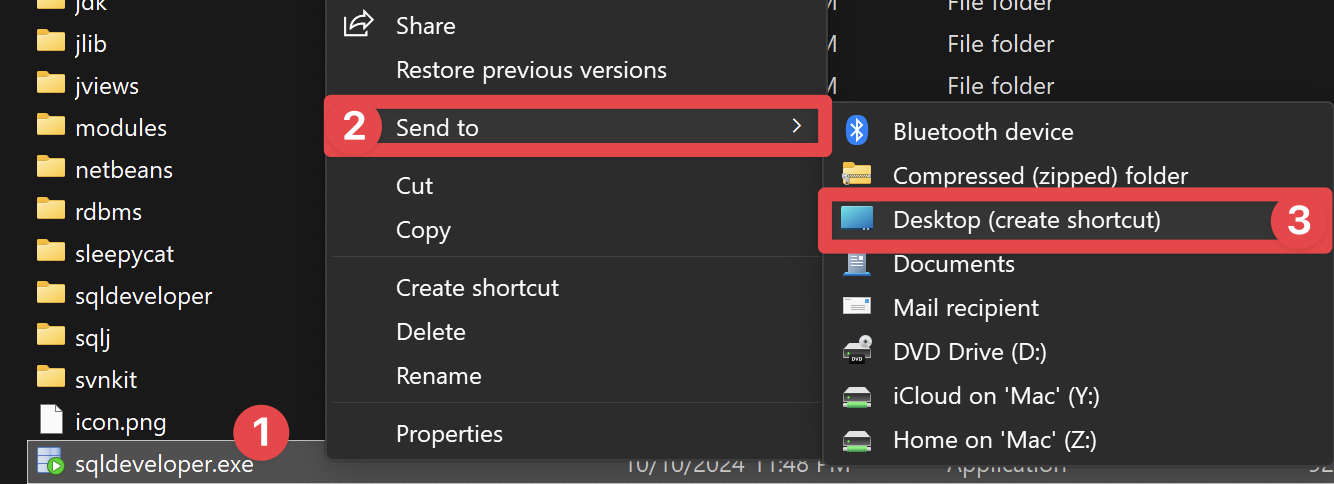 jdk
jlib
jviews
modules
netbeans
rdbms
sleepycat
sqldeveloper
sqlj
svnkit
icon.png
1
sqldeveloper.exe
10/10/2024 11:48 PM
Application
Share
Restore previous versions
2
Send to
Cut
Copy
Create shortcut
Delete
Rename
Properties
M
File folder
M
File folder
M
File folder
Bluetooth device
Compressed (zipped) folder
Desktop (create shortcut)
3
Documents
Mail recipient
DVD Drive (D:)
iCloud on 'Mac' (Y:)
Home on 'Mac' (Z:)